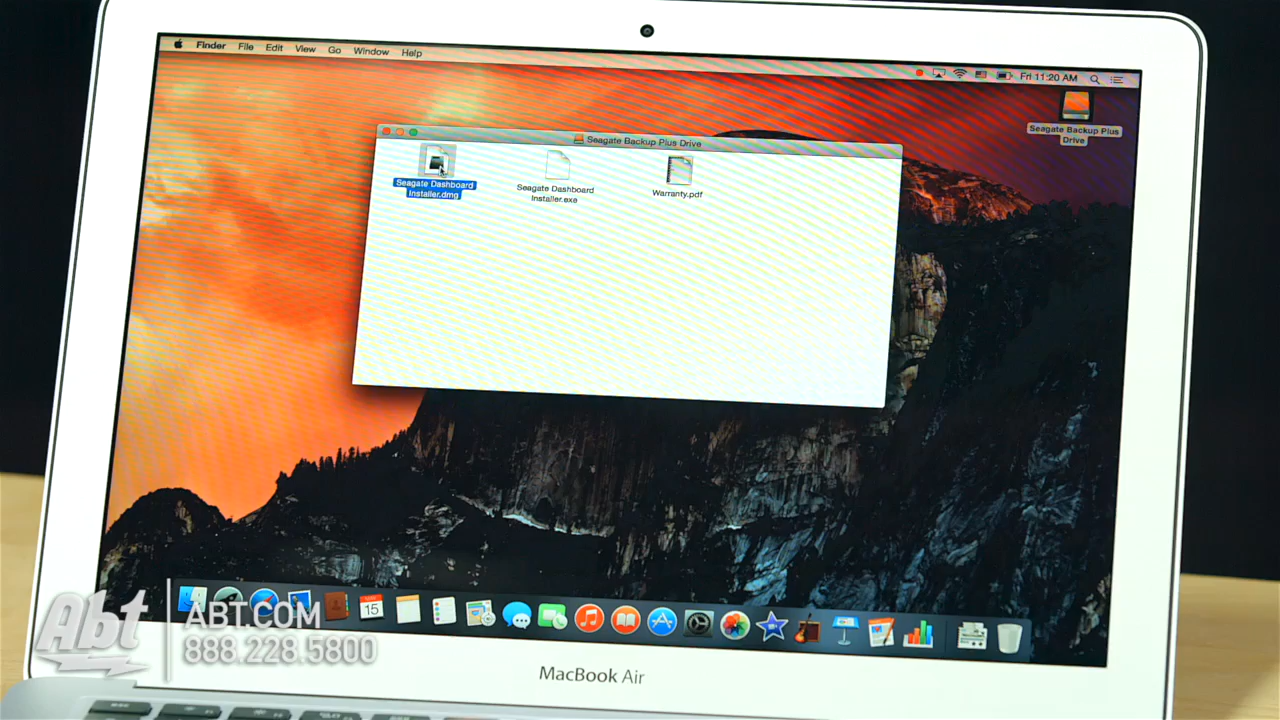 Finder File Edit View Go Window Help
Fri 11:20 AM
Seagate Backup Plus
Drive
Seagate Backup Plus Drive
Seagate Dashboard
Installer.dmg
Seagate Dashboard
Installer.exe
Warranty.pdf
15
Abt
ABT.COM
888.228.5800
MacBook Air